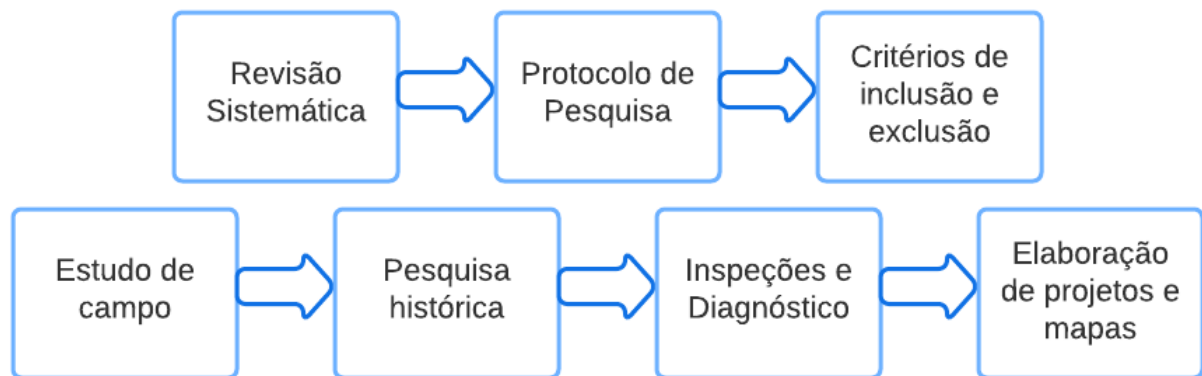 Revisão
Sistemática
Protocolo de
Pesquisa
Critérios de
inclusão e
exclusão
Estudo de
campo
Pesquisa
histórica
Inspeções e
Diagnóstico
Elaboração
de projetos e
mapas